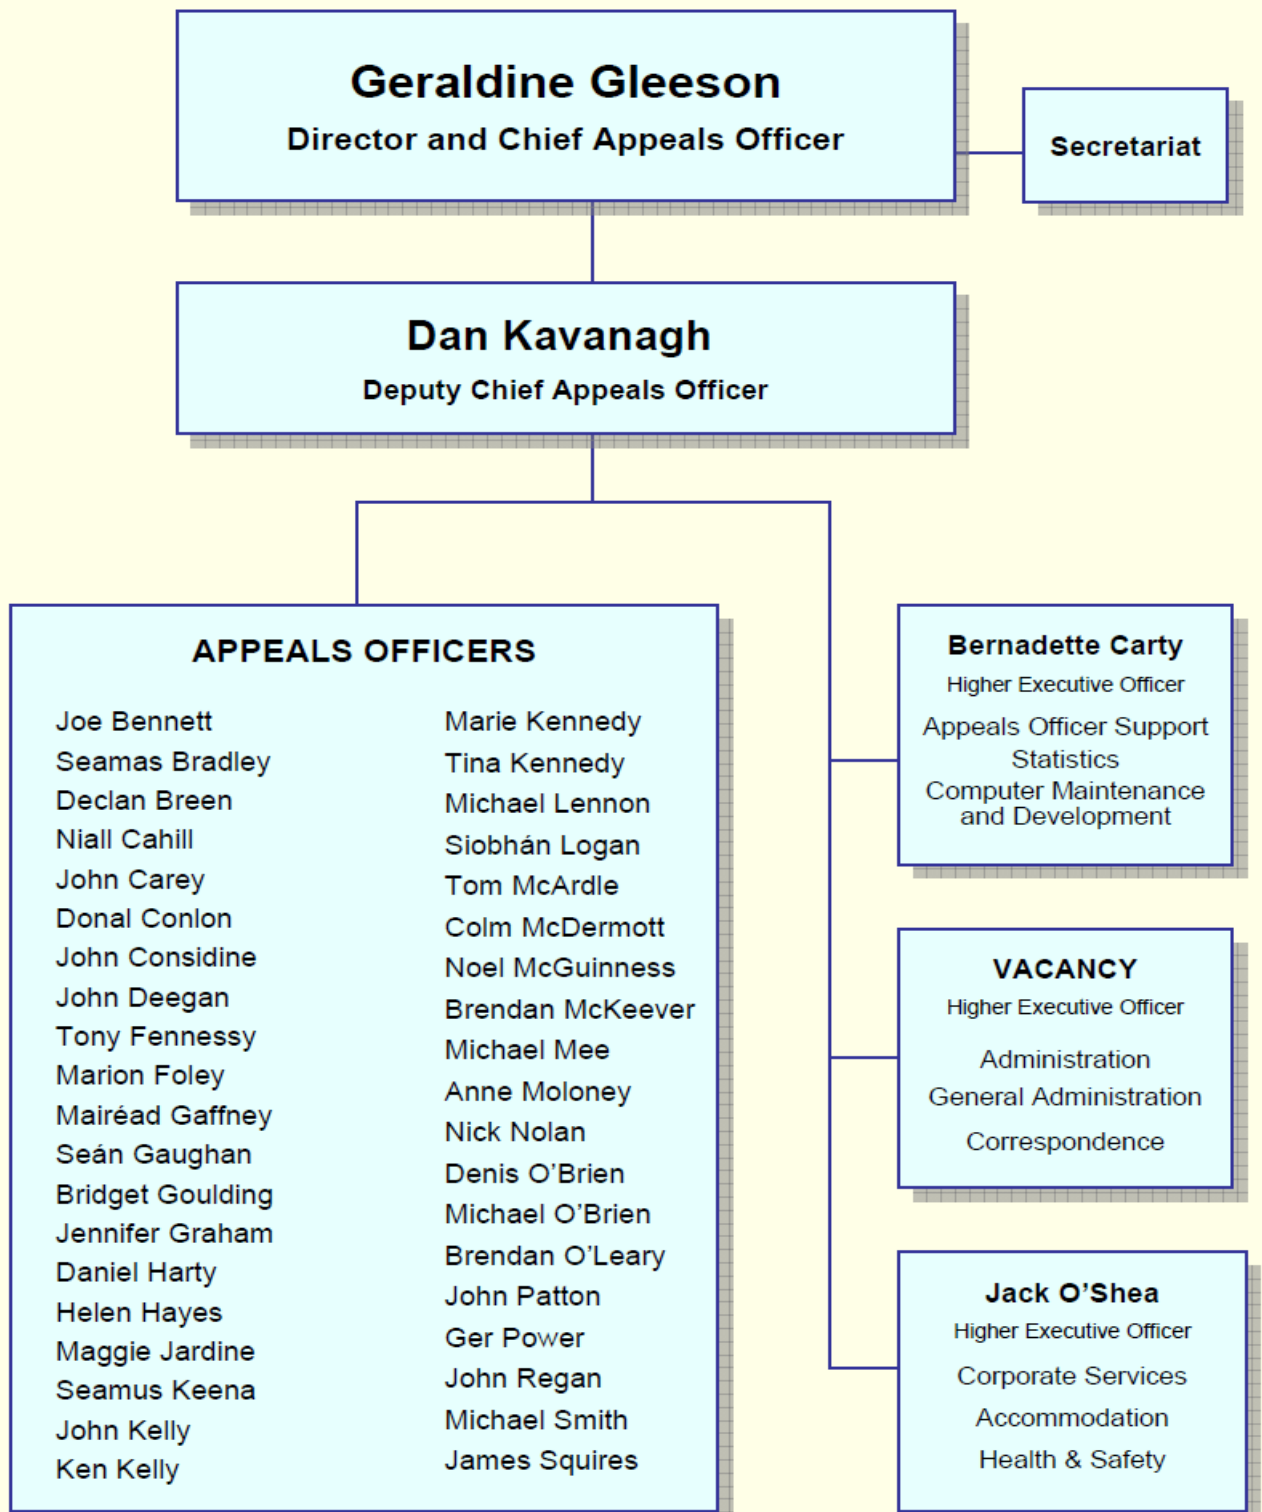 Geraldine Gleeson
Director and Chief Appeals Officer
Secretariat
Dan Kavanagh
Deputy Chief Appeals Officer
APPEALS OFFICERS
Joe Bennett
Seamas Bradley
Declan Breen
Niall Cahill
John Carey
Donal Conlon
John Considine
John Deegan
Tony Fennessy
Marion Foley
Mairéad Gaffney
Seán Gaughan
Bridget Goulding
Jennifer Graham
Daniel Harty
Helen Hayes
Maggie Jardine
Seamus Keena
John Kelly
Ken Kelly
Marie Kennedy
Tina Kennedy
Michael Lennon
Siobhán Logan
Tom McArdle
Colm McDermott
Noel McGuinness
Brendan McKeever
Michael Mee
Anne Moloney
Nick Nolan
Denis O’Brien
Michael O’Brien
Brendan O’Leary
John Patton
Ger Power
John Regan
Michael Smith
James Squires
Bernadette Carty
Higher Executive Officer
Appeals Officer Support
Statistics
Computer Maintenance
and Development
VACANCY
Higher Executive Officer
Administration
General Administration
Correspondence
Jack O’Shea
Higher Executive Officer
Corporate Services
Accommodation
Health & Safety